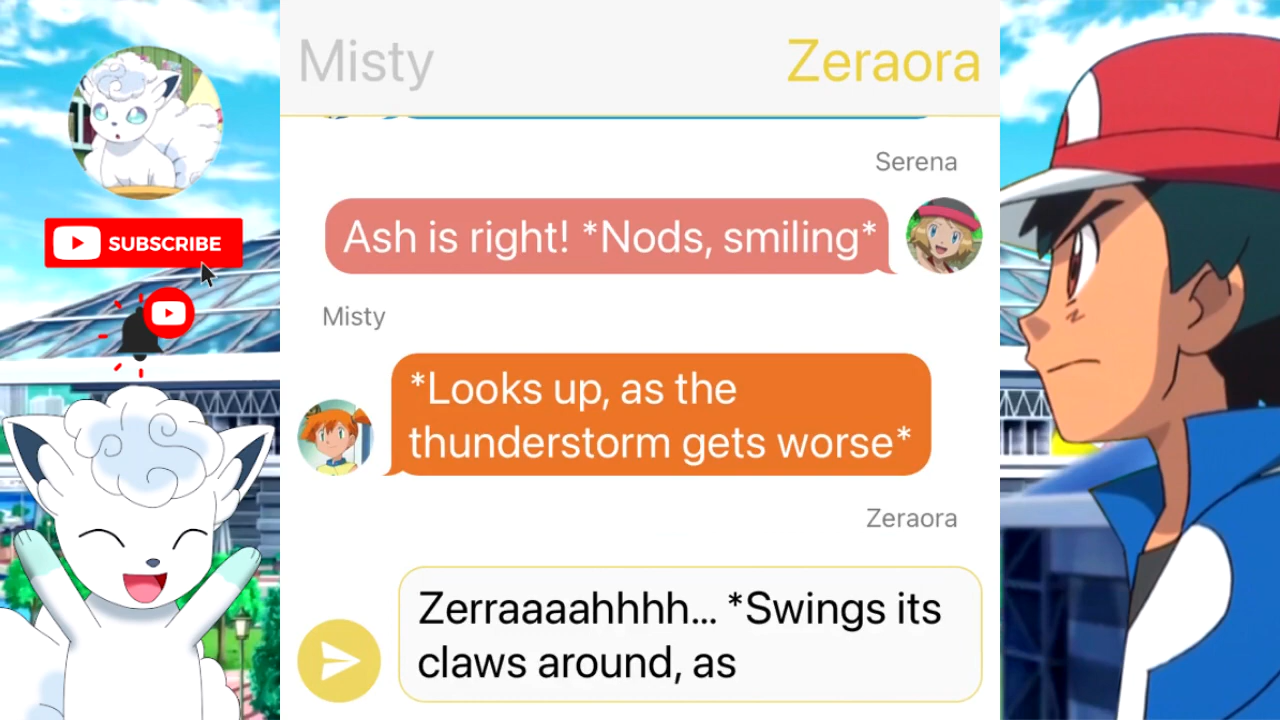 Misty
Zeraora
Serena
Ash is right! *Nods, smiling*
SUBSCRIBE
Misty
*Looks up, as the
thunderstorm gets worse*
Zeraora
Zerraaaahhhh... *Swings its
claws around, as